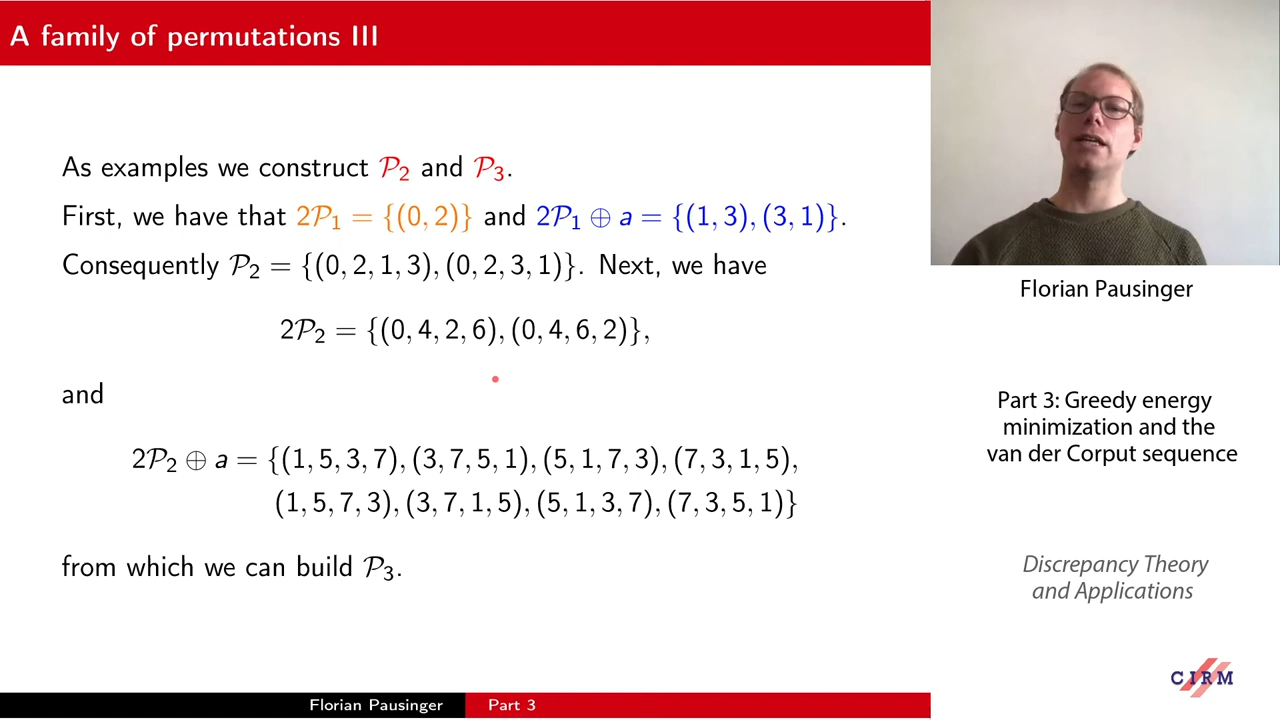 A family of permutations III
As examples we construct 𝒫₂ and 𝒫₃.
First, we have that 2𝒫₁ = {(0, 2)} and 2𝒫₁ ⊕ a = {(1, 3), (3, 1)}.
Consequently 𝒫₂ = {(0, 2, 1, 3), (0, 2, 3, 1)}. Next, we have
2𝒫₂ = {(0, 4, 2, 6), (0, 4, 6, 2)},
and
2𝒫₂ ⊕ a = {(1, 5, 3, 7), (3, 7, 5, 1), (5, 1, 7, 3), (7, 3, 1, 5),
(1, 5, 7, 3), (3, 7, 1, 5), (5, 1, 3, 7), (7, 3, 5, 1)}
from which we can build 𝒫₃.
Florian Pausinger
Part 3
Florian Pausinger
Part 3: Greedy energy
minimization and the
van der Corput sequence
Discrepancy Theory
and Applications
CIRM